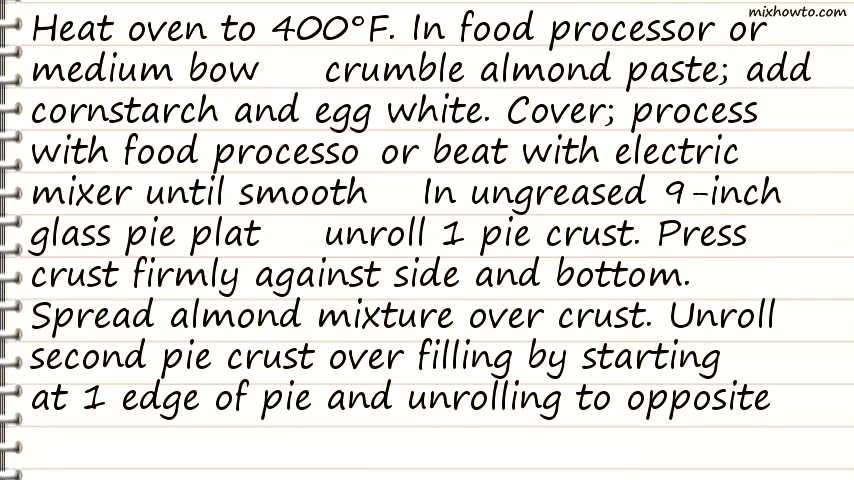 mixhowto.com
Heat oven to 400°F. In food processor or
medium bow crumble almond paste; add
cornstarch and egg white. Cover; process
with food processo or beat with electric
mixer until smooth In ungreased 9-inch
glass pie plat unroll 1 pie crust. Press
crust firmly against side and bottom.
Spread almond mixture over crust. Unroll
second pie crust over filling by starting
at 1 edge of pie and unrolling to opposite